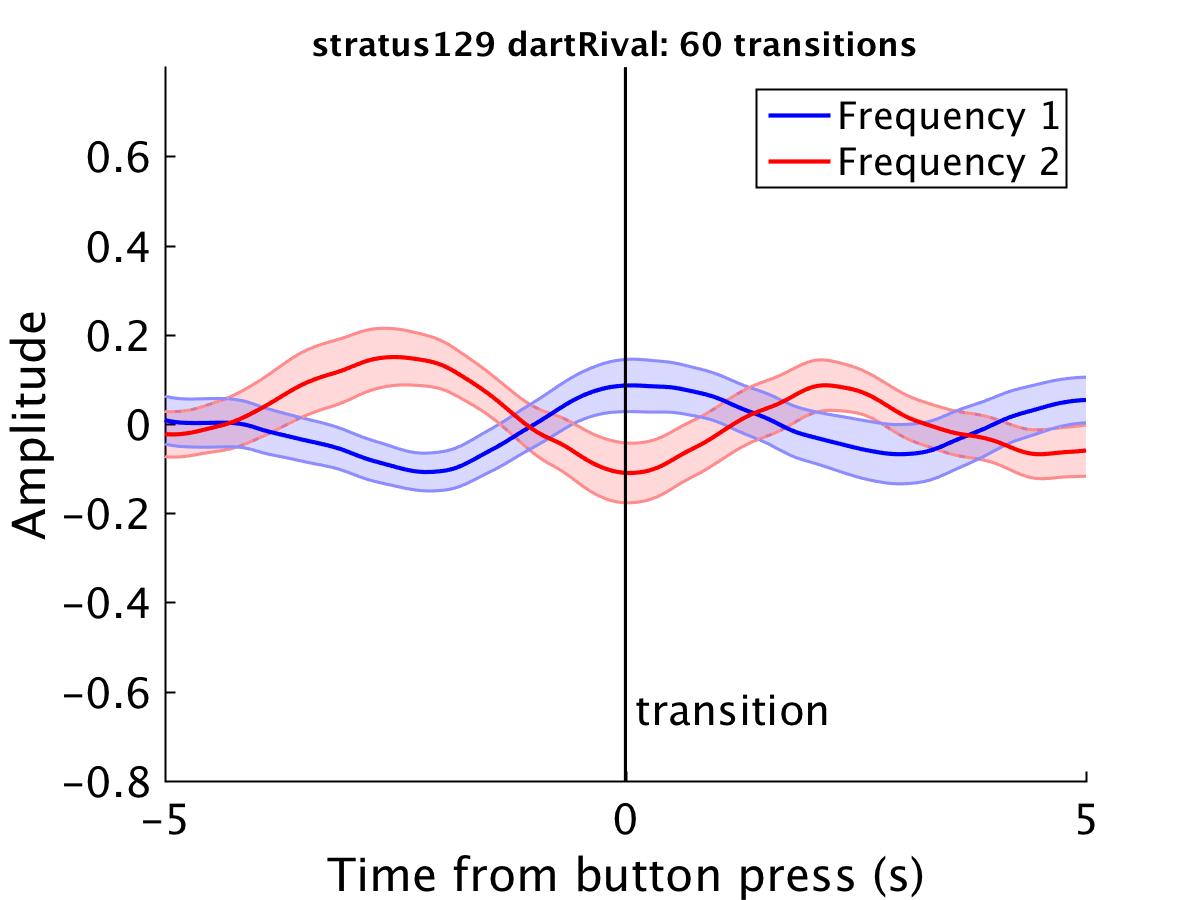 stratus129 dartRival: 60 transitions
Frequency 1
Frequency 2
0.6
0.4
0.2
0
−0.2
−0.4
−0.6
−0.8
Amplitude
transition
−5
0
5
Time from button press (s)